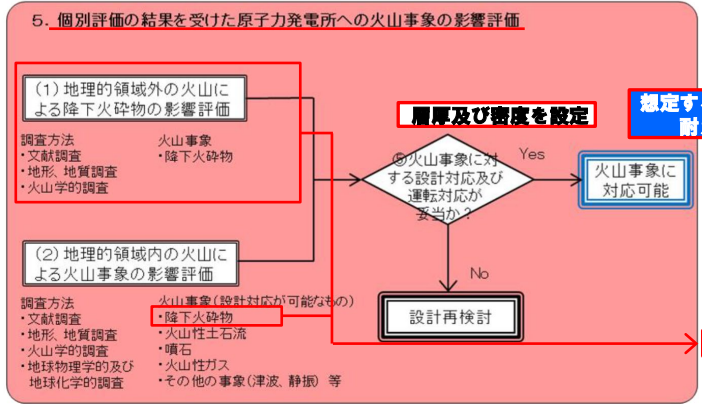 5. 個別評価の結果を受けた原子力発電所への火山事象の影響評価
(1)地理的領域外の火山に
よる降下火砕物の影響評価
調査方法
・文献調査
・地形、地質調査
・火山学的調査
火山事象
・降下火砕物
層厚及び密度を設定
想定す
耐
⑤火山事象に対
する設計対応及び
運転対応が
妥当か?
Yes
火山事象に
対応可能
No
設計再検討
(2)地理的領域内の火山に
よる火山事象の影響評価
調査方法
・文献調査
・地形、地質調査
・火山学的調査
・地球物理学的及び
地球化学的調査
火山事象(設計対応が可能なもの)
・降下火砕物
・火山性土石流
・噴石
・火山性ガス
・その他の事象(津波、静振) 等